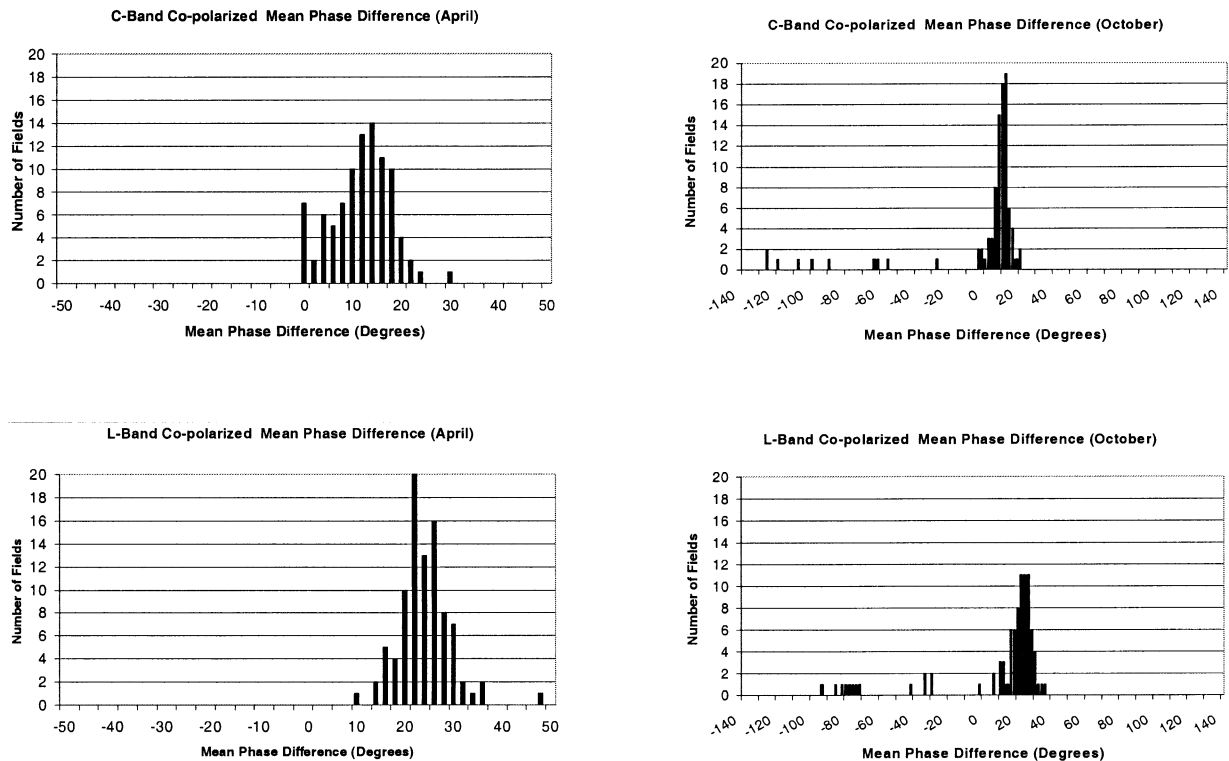 C-Band Co-polarized Mean Phase Difference (April)
Number of Fields
20
18
16
14
12
10
8
6
4
2
0
-50 -40 -30 -20 -10 0 10 20 30 40 50
Mean Phase Difference (Degrees)
C-Band Co-polarized Mean Phase Difference (October)
Number of Fields
20
18
16
14
12
10
8
6
4
2
0
-140 -120 -100 -80 -60 -40 -20 0 20 40 60 80 100 120 140
Mean Phase Difference (Degrees)
L-Band Co-polarized Mean Phase Difference (April)
Number of Fields
20
18
16
14
12
10
8
6
4
2
0
-50 -40 -30 -20 -10 0 10 20 30 40 50
Mean Phase Difference (Degrees)
L-Band Co-polarized Mean Phase Difference (October)
Number of Fields
20
18
16
14
12
10
8
6
4
2
0
-140 -120 -100 -80 -60 -40 -20 0 20 40 60 80 100 120 140
Mean Phase Difference (Degrees)